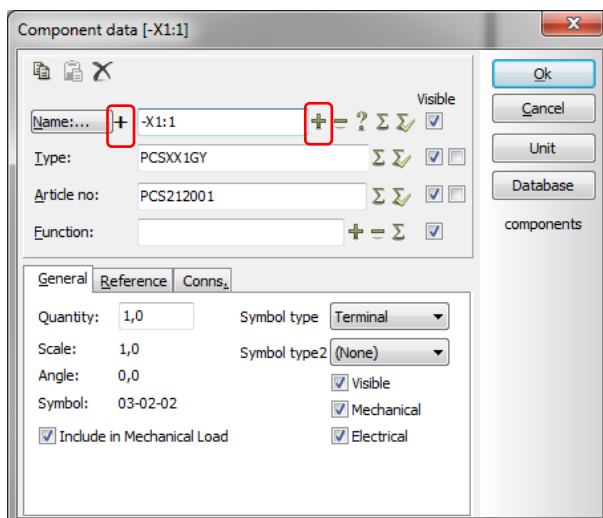 Component data [-X1:1]
Ok
Visible
Name:... + -X1:1 + = ? Σ Σ
Cancel
Type: PCSXX1GY Σ Σ
Unit
Article no: PCS212001 Σ Σ
Database
Function: + = Σ
components
General Reference Conns.
Quantity: 1,0 Symbol type Terminal
Scale: 1,0 Symbol type2 (None)
Angle: 0,0 Visible
Symbol: 03-02-02 Mechanical
Include in Mechanical Load Electrical